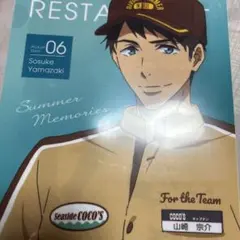 RESTA
06
Sosuke
Yamazaki
Summer
Memories
For the Team
Seaside COCO'S
COCO'S
山崎 宗介